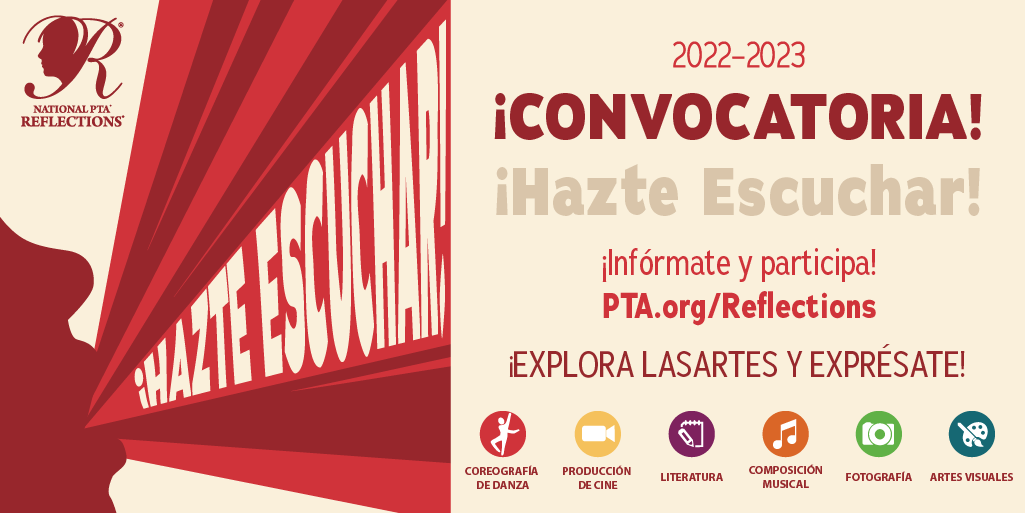 NATIONAL PTA®
REFLECTIONS®
¡HAZTE ESCUCHAR!
2022–2023
¡CONVOCATORIA!
¡Hazte Escuchar!
¡Infórmate y participa!
PTA.org/Reflections
¡EXPLORA LASARTES Y EXPRÉSATE!
COREOGRAFÍA
DE DANZA
PRODUCCIÓN
DE CINE
LITERATURA
COMPOSICIÓN
MUSICAL
FOTOGRAFÍA
ARTES VISUALES